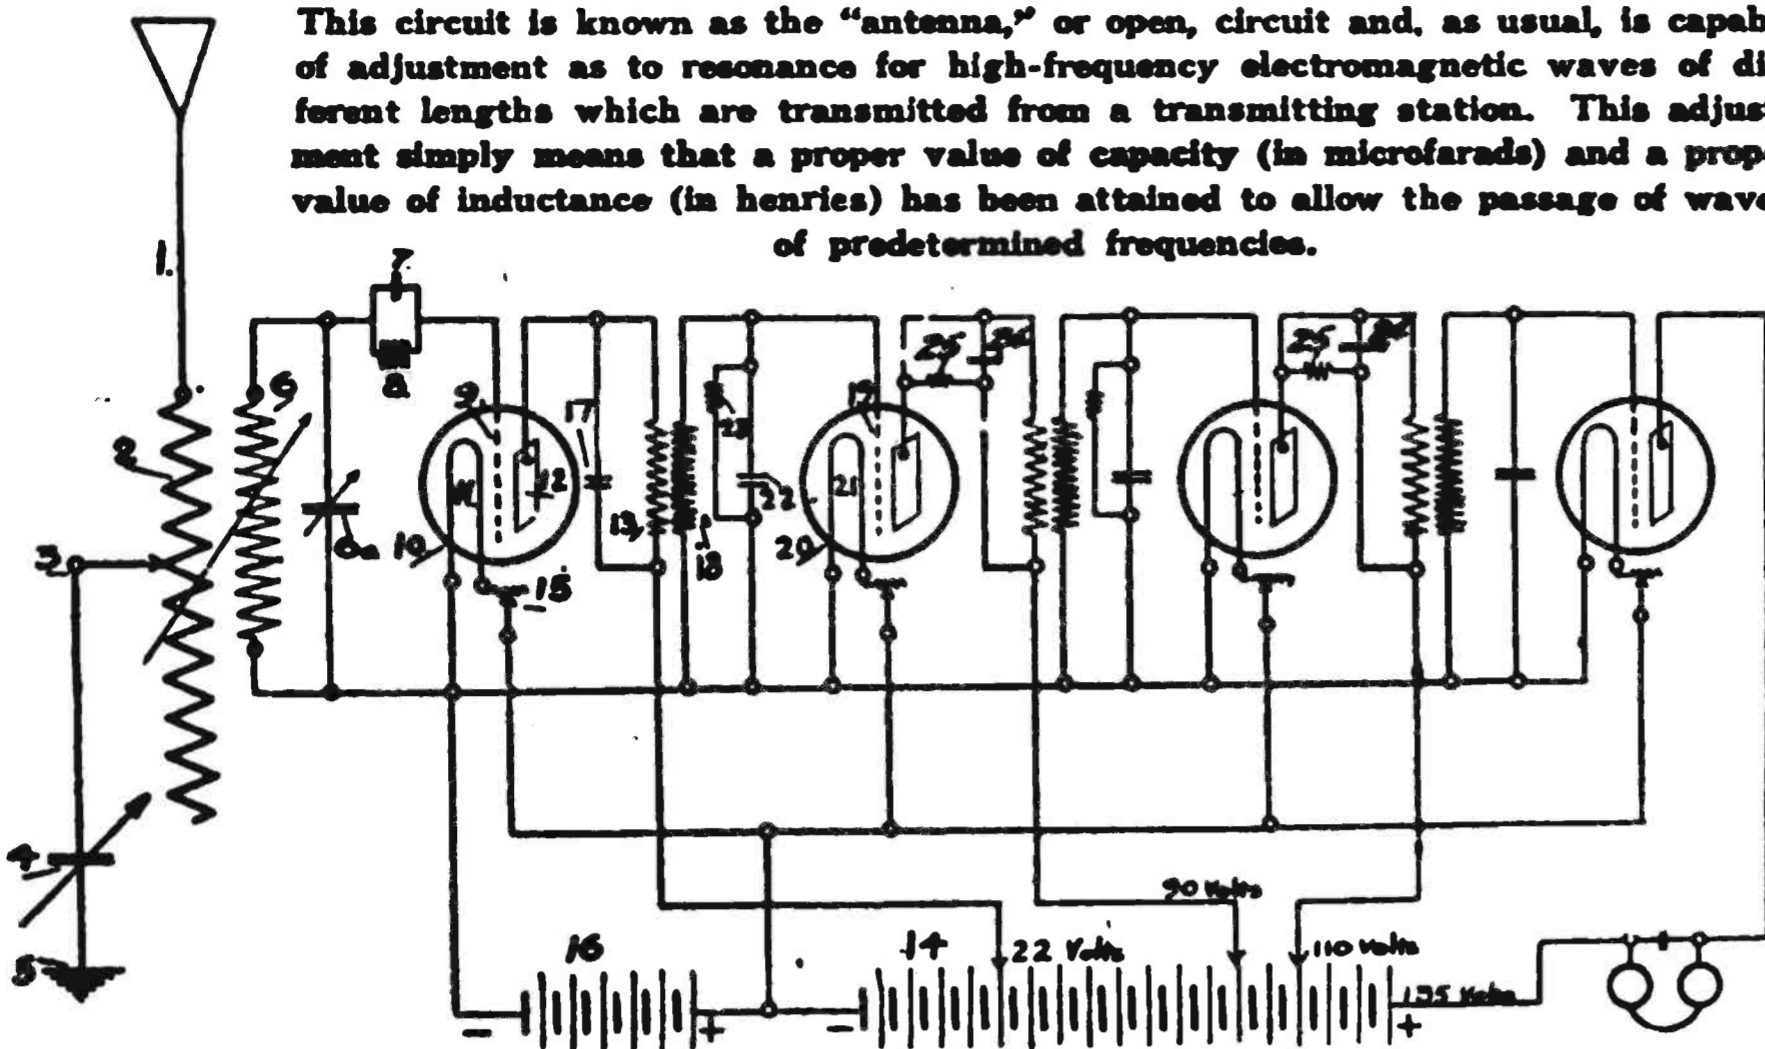 This circuit is known as the “antenna,” or open, circuit and, as usual, is capab
of adjustment as to resonance for high-frequency electromagnetic waves of di
ferent lengths which are transmitted from a transmitting station. This adjus
ment simply means that a proper value of capacity (in microfarads) and a prop
value of inductance (in henries) has been attained to allow the passage of wave
of predetermined frequencies.
1.
7
8
6
2
9
17
12
11
25
19
25
23
22
21
13
18
20
3
6a
10
15
4
5
90 Volts
16
14
22 Volts
110 Volts
135 Volts
- +
- +